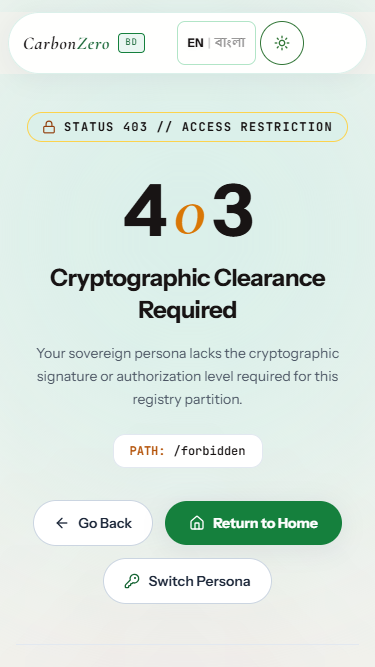 CarbonZero BD EN | বাংলা
STATUS 403 // ACCESS RESTRICTION
403
Cryptographic Clearance
Required
Your sovereign persona lacks the cryptographic
signature or authorization level required for this
registry partition.
PATH: /forbidden
Go Back Return to Home
Switch Persona